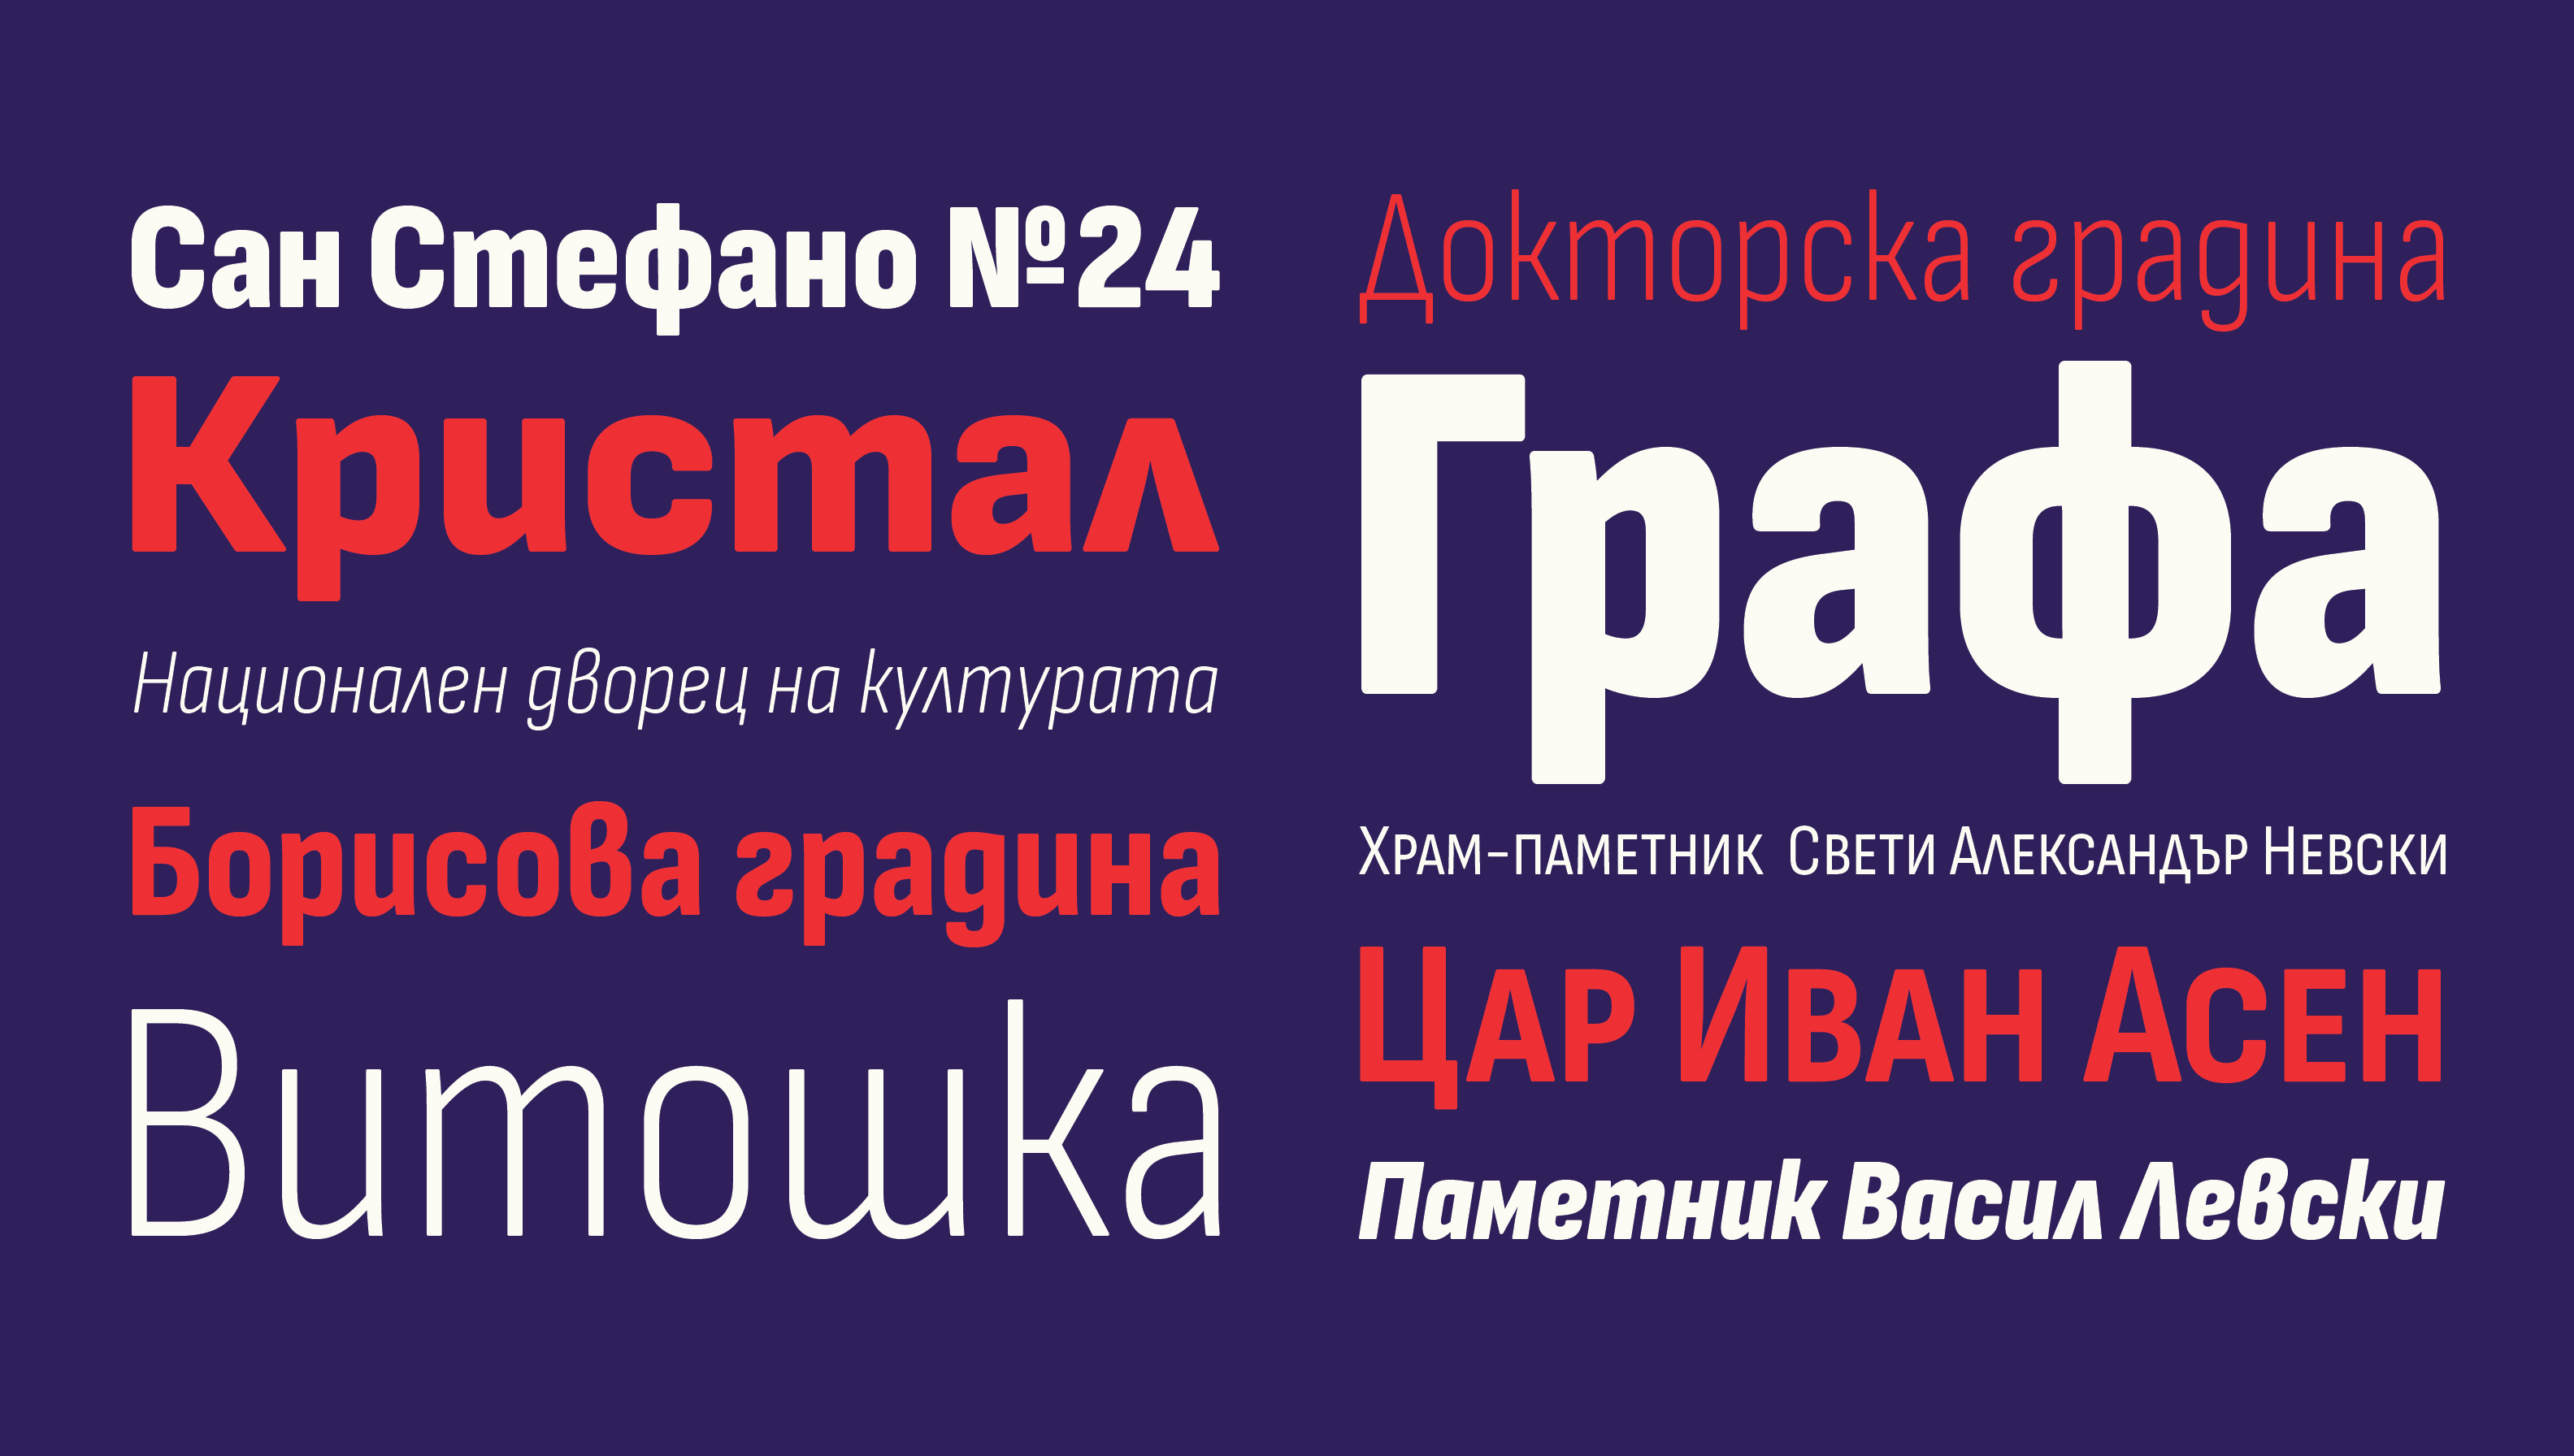 Сан Стефано №24
Кристал
Национален дворец на културата
Борисова градина
Витошка
Докторска градина
Графа
Храм-паметник Свети Александър Невски
Цар Иван Асен
Паметник Васил Левски